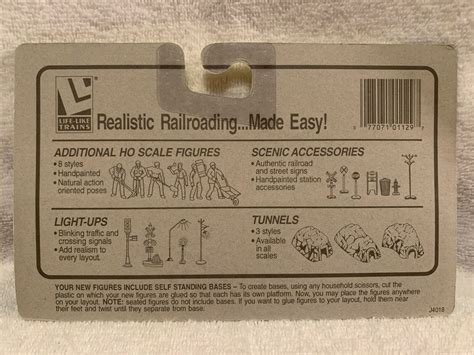 LIFE-LIKE
TRAINS
Realistic Railroading...Made Easy!
8 77071 01129 7
ADDITIONAL HO SCALE FIGURES
• 8 styles
• Handpainted
• Natural action
oriented poses
SCENIC ACCESSORIES
• Authentic railroad
and street signs
• Handpainted station
accessories
LIGHT-UPS
• Blinking traffic and
crossing signals
• Add realism to
every layout.
TUNNELS
• 3 styles
• Available
in all
scales
YOUR NEW FIGURES INCLUDE SELF STANDING BASES - To create bases, using any household scissors, cut the
plastic on which your new figures are glued so that each has its own platform. Now, you may place the figures anywhere
on your layout. NOTE: seated figures do not include bases. If you want to glue figures to your layout, hold them near
their feet and twist until they separate from base.
J4018